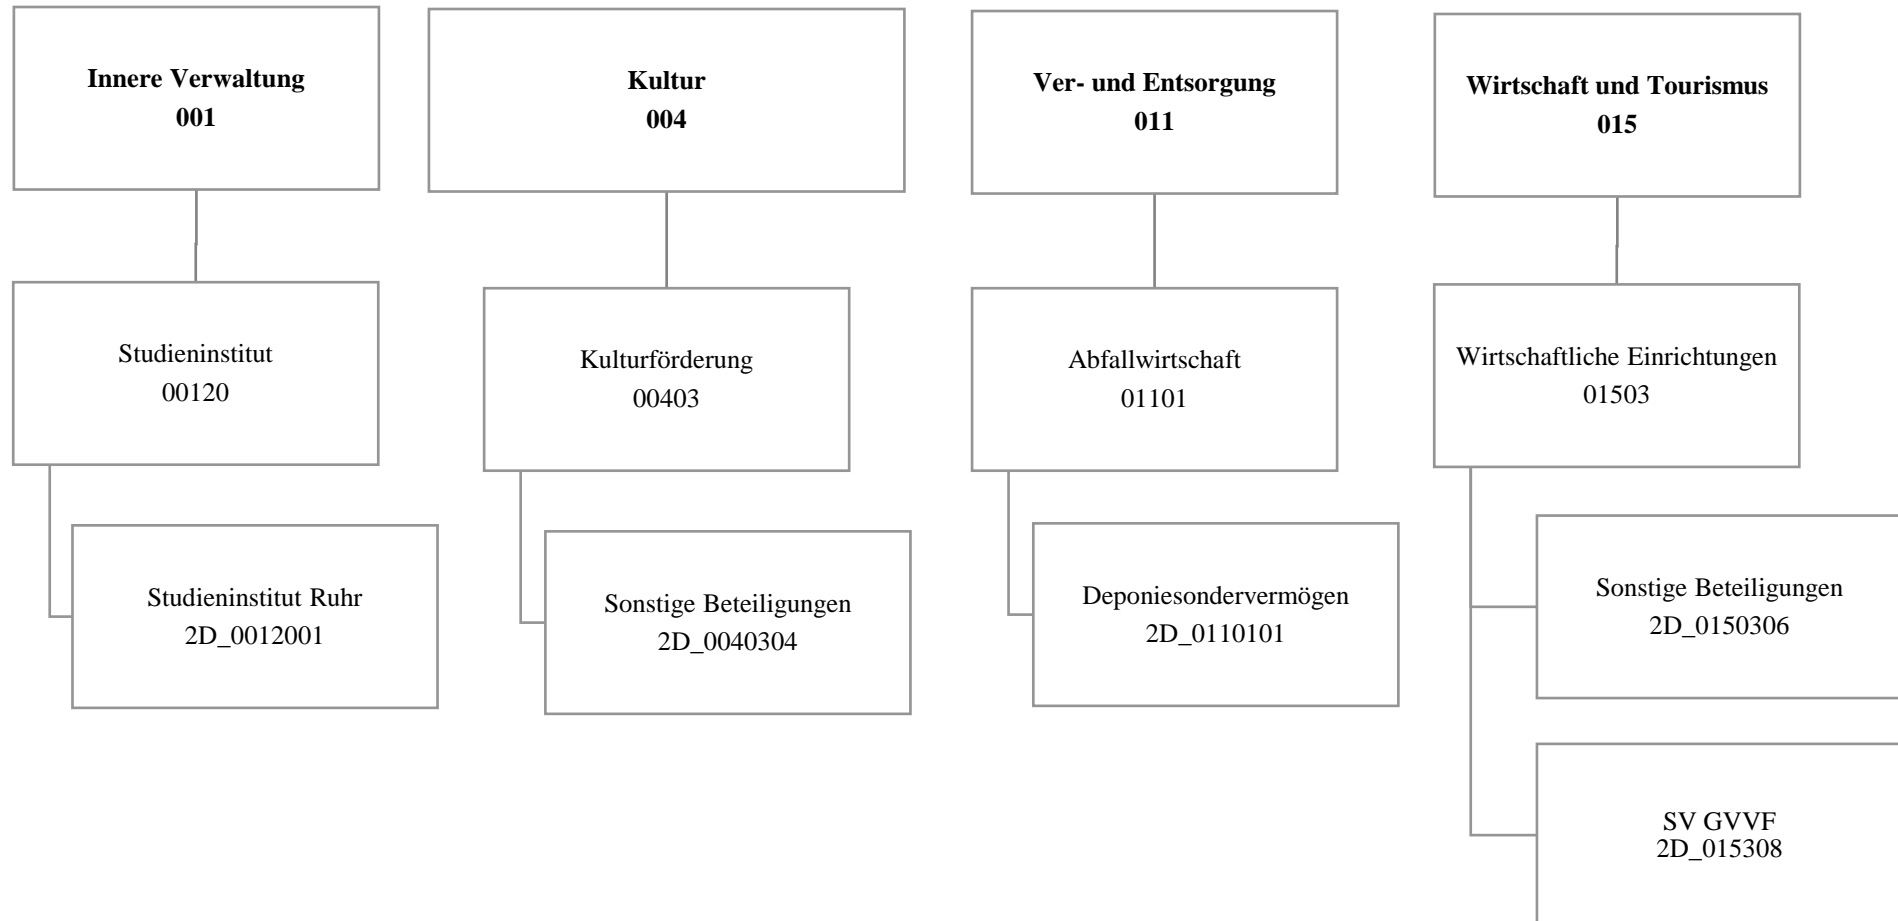 Innere Verwaltung
001
Kultur
004
Ver- und Entsorgung
011
Wirtschaft und Tourismus
015
Studieninstitut
00120
Kulturförderung
00403
Abfallwirtschaft
01101
Wirtschaftliche Einrichtungen
01503
Studieninstitut Ruhr
2D_0012001
Sonstige Beteiligungen
2D_0040304
Deponiesondervermögen
2D_0110101
Sonstige Beteiligungen
2D_0150306
SV GVVF
2D_015308